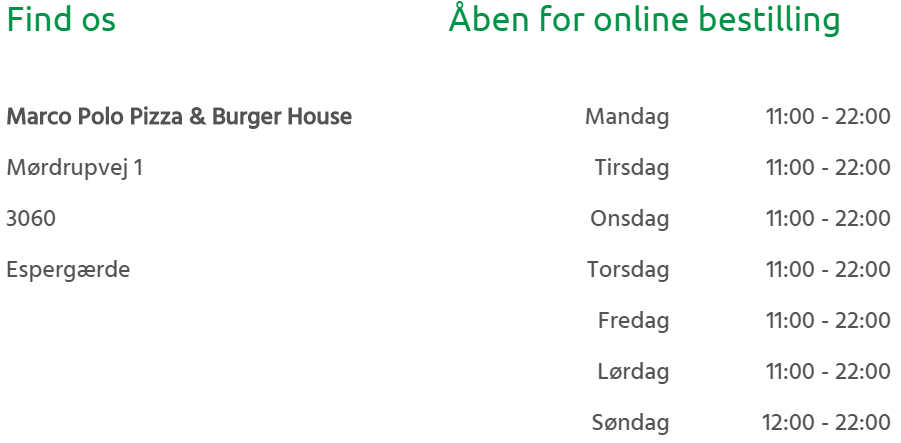 Find os
Åben for online bestilling
Marco Polo Pizza & Burger House
Mørdrupvej 1
3060
Espergærde
Mandag 11:00 - 22:00
Tirsdag 11:00 - 22:00
Onsdag 11:00 - 22:00
Torsdag 11:00 - 22:00
Fredag 11:00 - 22:00
Lørdag 11:00 - 22:00
Søndag 12:00 - 22:00